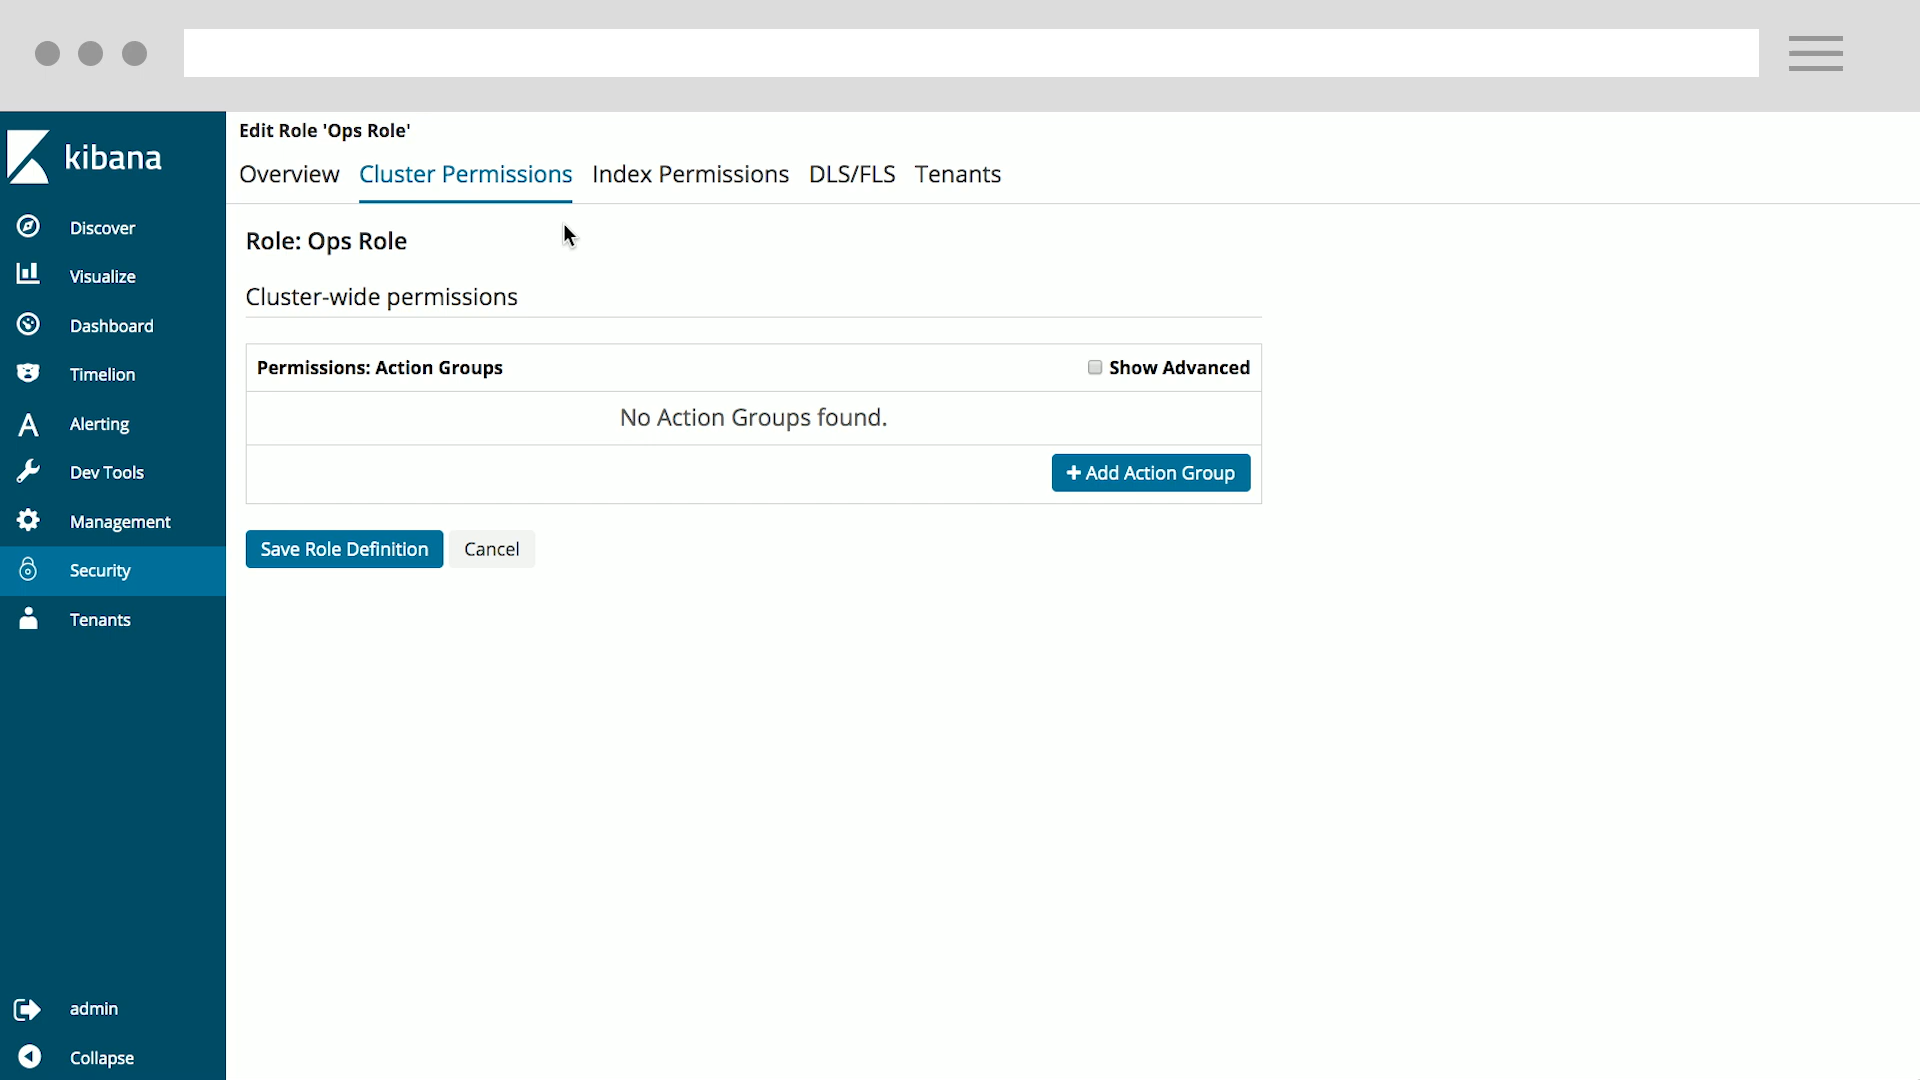 kibana
Discover
Visualize
Dashboard
Timelion
Alerting
Dev Tools
Management
Security
Tenants
admin
Collapse
Edit Role 'Ops Role'
Overview Cluster Permissions Index Permissions DLS/FLS Tenants
Role: Ops Role
Cluster-wide permissions
Permissions: Action Groups Show Advanced
No Action Groups found.
Add Action Group
Save Role Definition Cancel